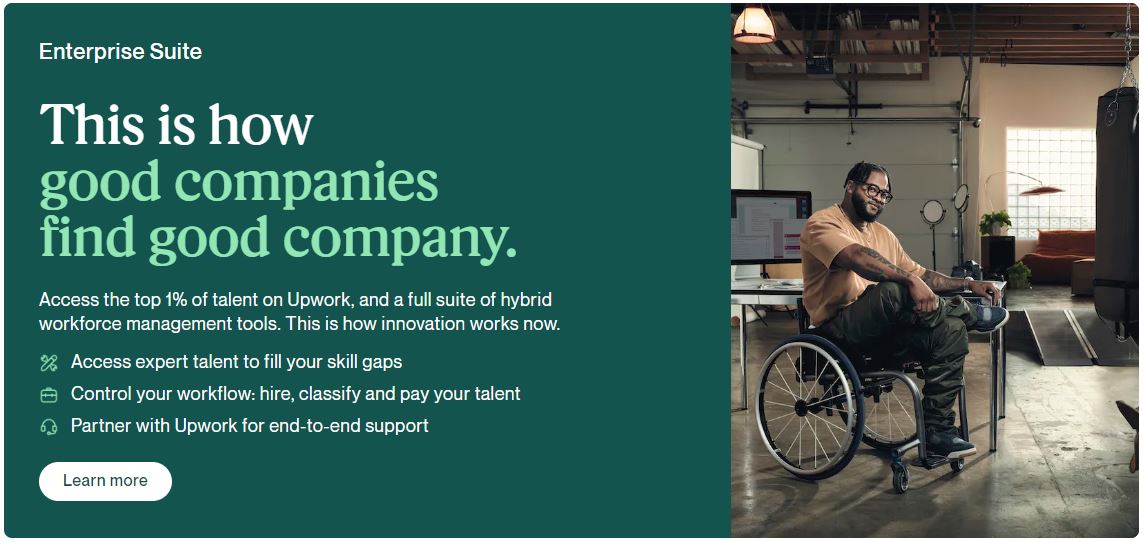 Enterprise Suite
This is how
good companies
find good company.
Access the top 1% of talent on Upwork, and a full suite of hybrid
workforce management tools. This is how innovation works now.
Access expert talent to fill your skill gaps
Control your workflow: hire, classify and pay your talent
Partner with Upwork for end-to-end support
Learn more